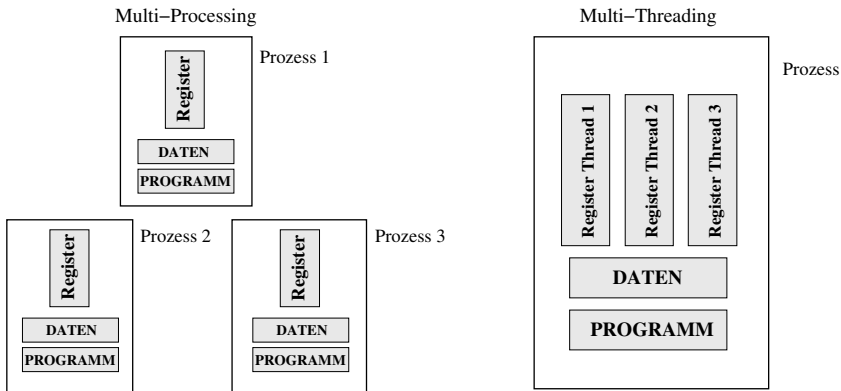 Multi−Processing
Prozess 1
Register
DATEN
PROGRAMM
Prozess 2
Register
DATEN
PROGRAMM
Prozess 3
Register
DATEN
PROGRAMM
Multi−Threading
Prozess
Register Thread 1
Register Thread 2
Register Thread 3
DATEN
PROGRAMM